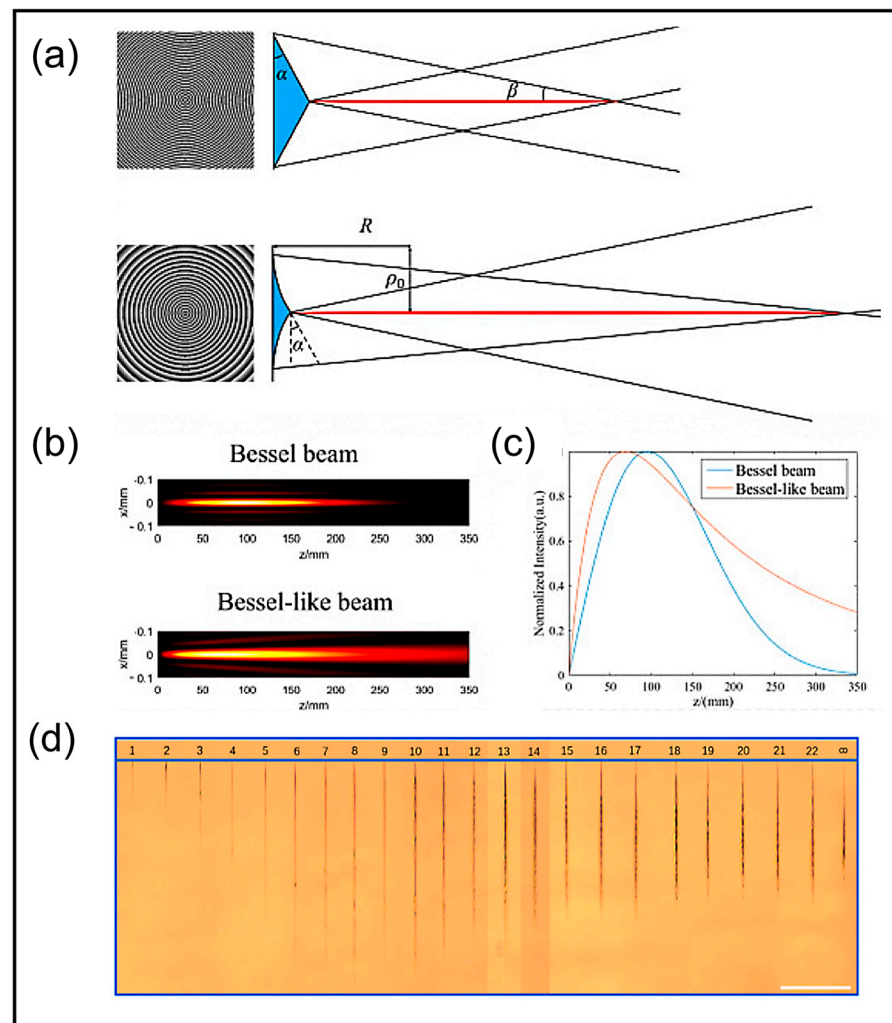 (a)
α
β
R
ρ₀
α
(b)
Bessel beam
x/mm
-0.1
0
-0.1
0 50 100 150 200 250 300 350
z/mm
Bessel-like beam
x/mm
-0.1
0
-0.1
0 50 100 150 200 250 300 350
z/mm
(c)
Normalized Intensity(a.u.)
1
0.8
0.6
0.4
0.2
0
Bessel beam
Bessel-like beam
0 50 100 150 200 250 300 350
z/(mm)
(d)
1 2 3 4 5 6 7 8 9 10 11 12 13 14 15 16 17 18 19 20 21 22 ∞